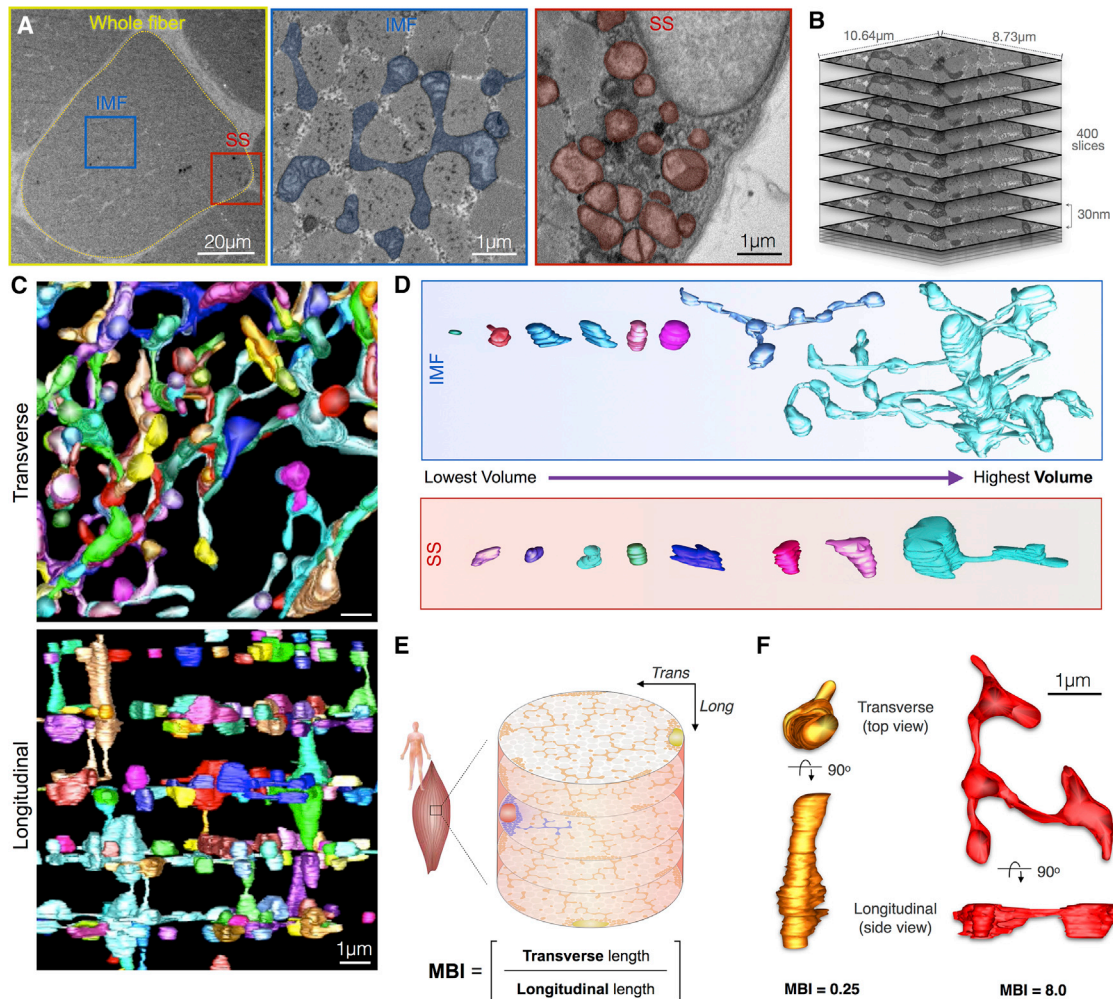 A
Whole fiber
IMF
SS
20µm
IMF
1µm
SS
1µm
B
10.64µm
8.73µm
400
slices
30nm
C
Transverse
Longitudinal
1µm
D
IMF
Lowest Volume
Highest Volume
SS
E
Trans
Long
MBI =
Transverse length
Longitudinal length
F
1µm
Transverse
(top view)
90º
90º
Longitudinal
(side view)
MBI = 0.25
MBI = 8.0